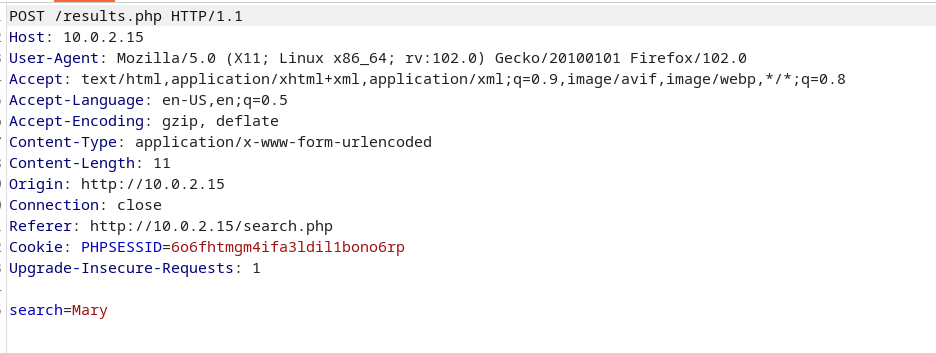 POST /results.php HTTP/1.1
Host: 10.0.2.15
User-Agent: Mozilla/5.0 (X11; Linux x86_64; rv:102.0) Gecko/20100101 Firefox/102.0
Accept: text/html,application/xhtml+xml,application/xml;q=0.9,image/avif,image/webp,*/*;q=0.8
Accept-Language: en-US,en;q=0.5
Accept-Encoding: gzip, deflate
Content-Type: application/x-www-form-urlencoded
Content-Length: 11
Origin: http://10.0.2.15
Connection: close
Referer: http://10.0.2.15/search.php
Cookie: PHPSESSID=6o6fhtmgm4ifa3ldil1bono6rp
Upgrade-Insecure-Requests: 1
search=Mary